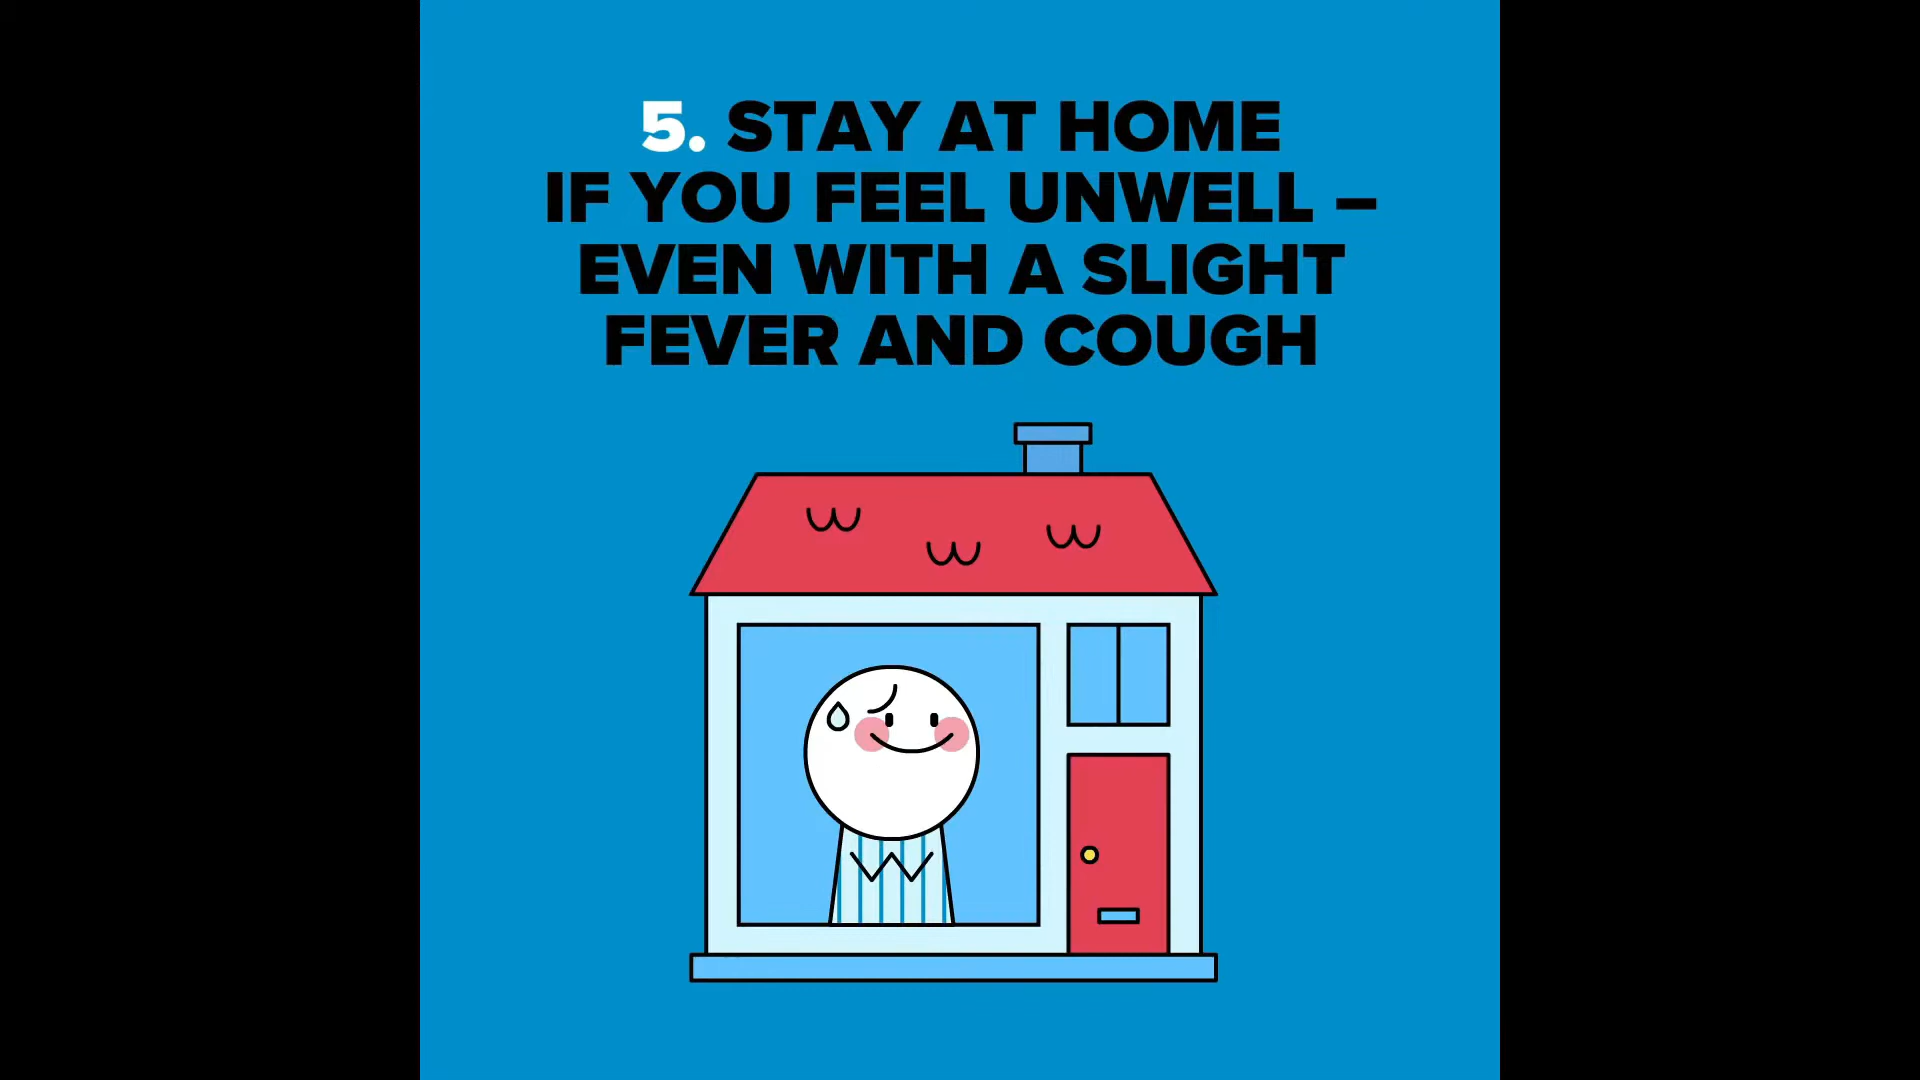 5. STAY AT HOME
IF YOU FEEL UNWELL –
EVEN WITH A SLIGHT
FEVER AND COUGH